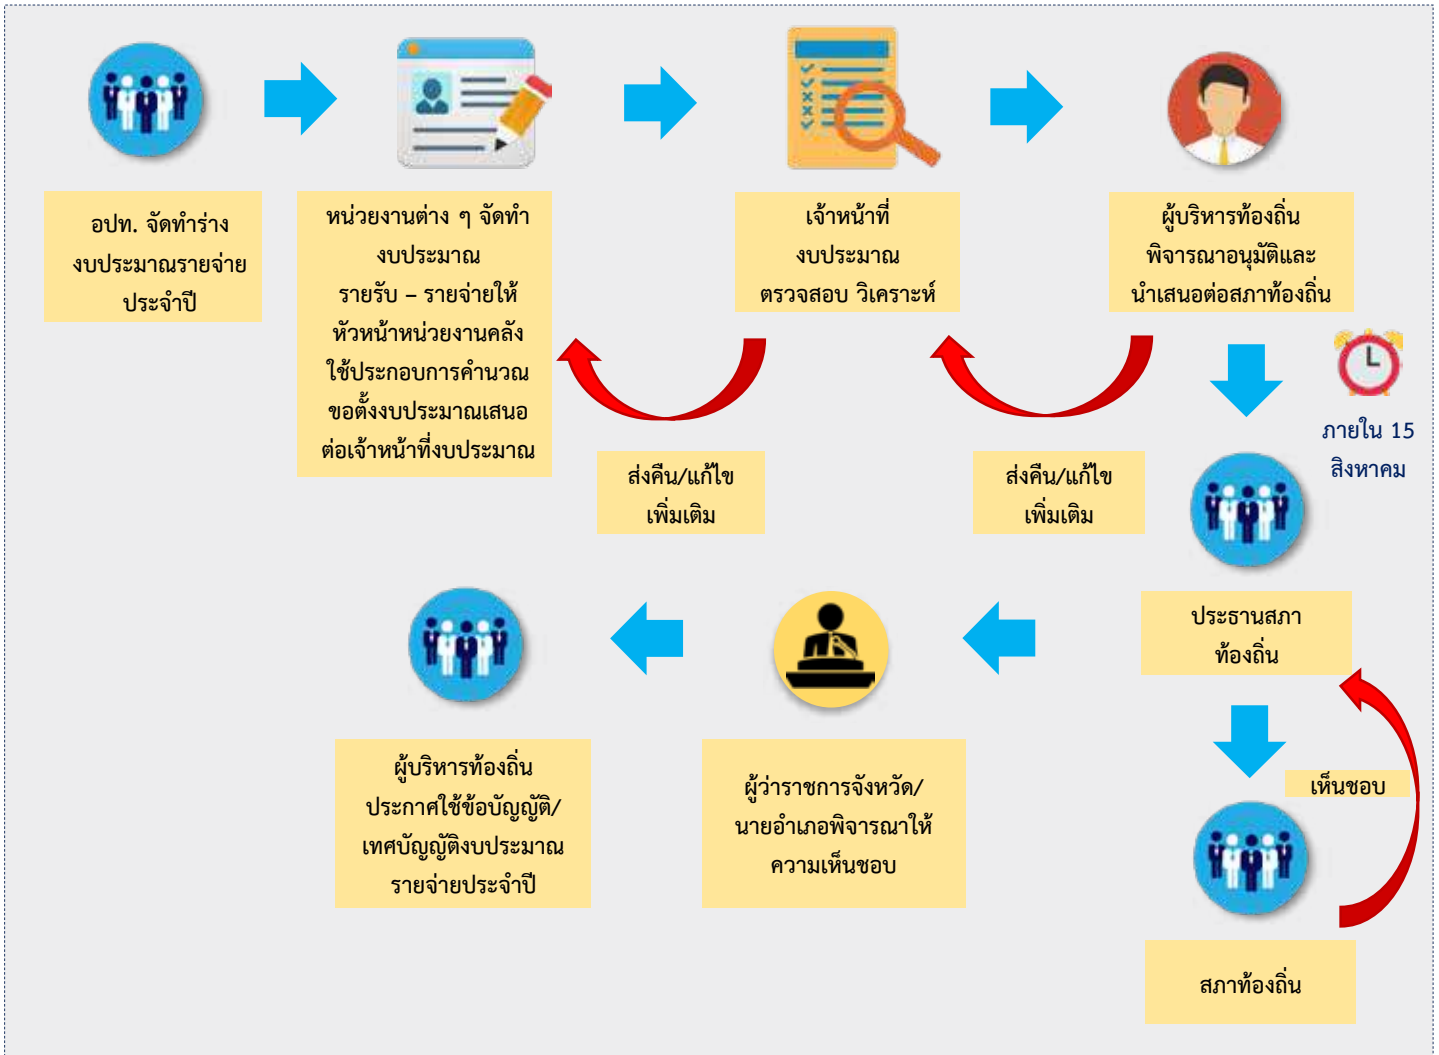 อปท. จัดทำร่าง
งบประมาณรายจ่าย
ประจำปี
หน่วยงานต่าง ๆ จัดทำ
งบประมาณ
รายรับ – รายจ่ายให้
หัวหน้าหน่วยงานคลัง
ใช้ประกอบการคำนวณ
ขอตั้งงบประมาณเสนอ
ต่อเจ้าหน้าที่งบประมาณ
เจ้าหน้าที่
งบประมาณ
ตรวจสอบ วิเคราะห์
ผู้บริหารท้องถิ่น
พิจารณาอนุมัติและ
นำเสนอต่อสภาท้องถิ่น
ส่งคืน/แก้ไข
เพิ่มเติม
ส่งคืน/แก้ไข
เพิ่มเติม
ภายใน 15
สิงหาคม
ประธานสภา
ท้องถิ่น
เห็นชอบ
สภาท้องถิ่น
ผู้ว่าราชการจังหวัด/
นายอำเภอพิจารณาให้
ความเห็นชอบ
ผู้บริหารท้องถิ่น
ประกาศใช้ข้อบัญญัติ/
เทศบัญญัติงบประมาณ
รายจ่ายประจำปี